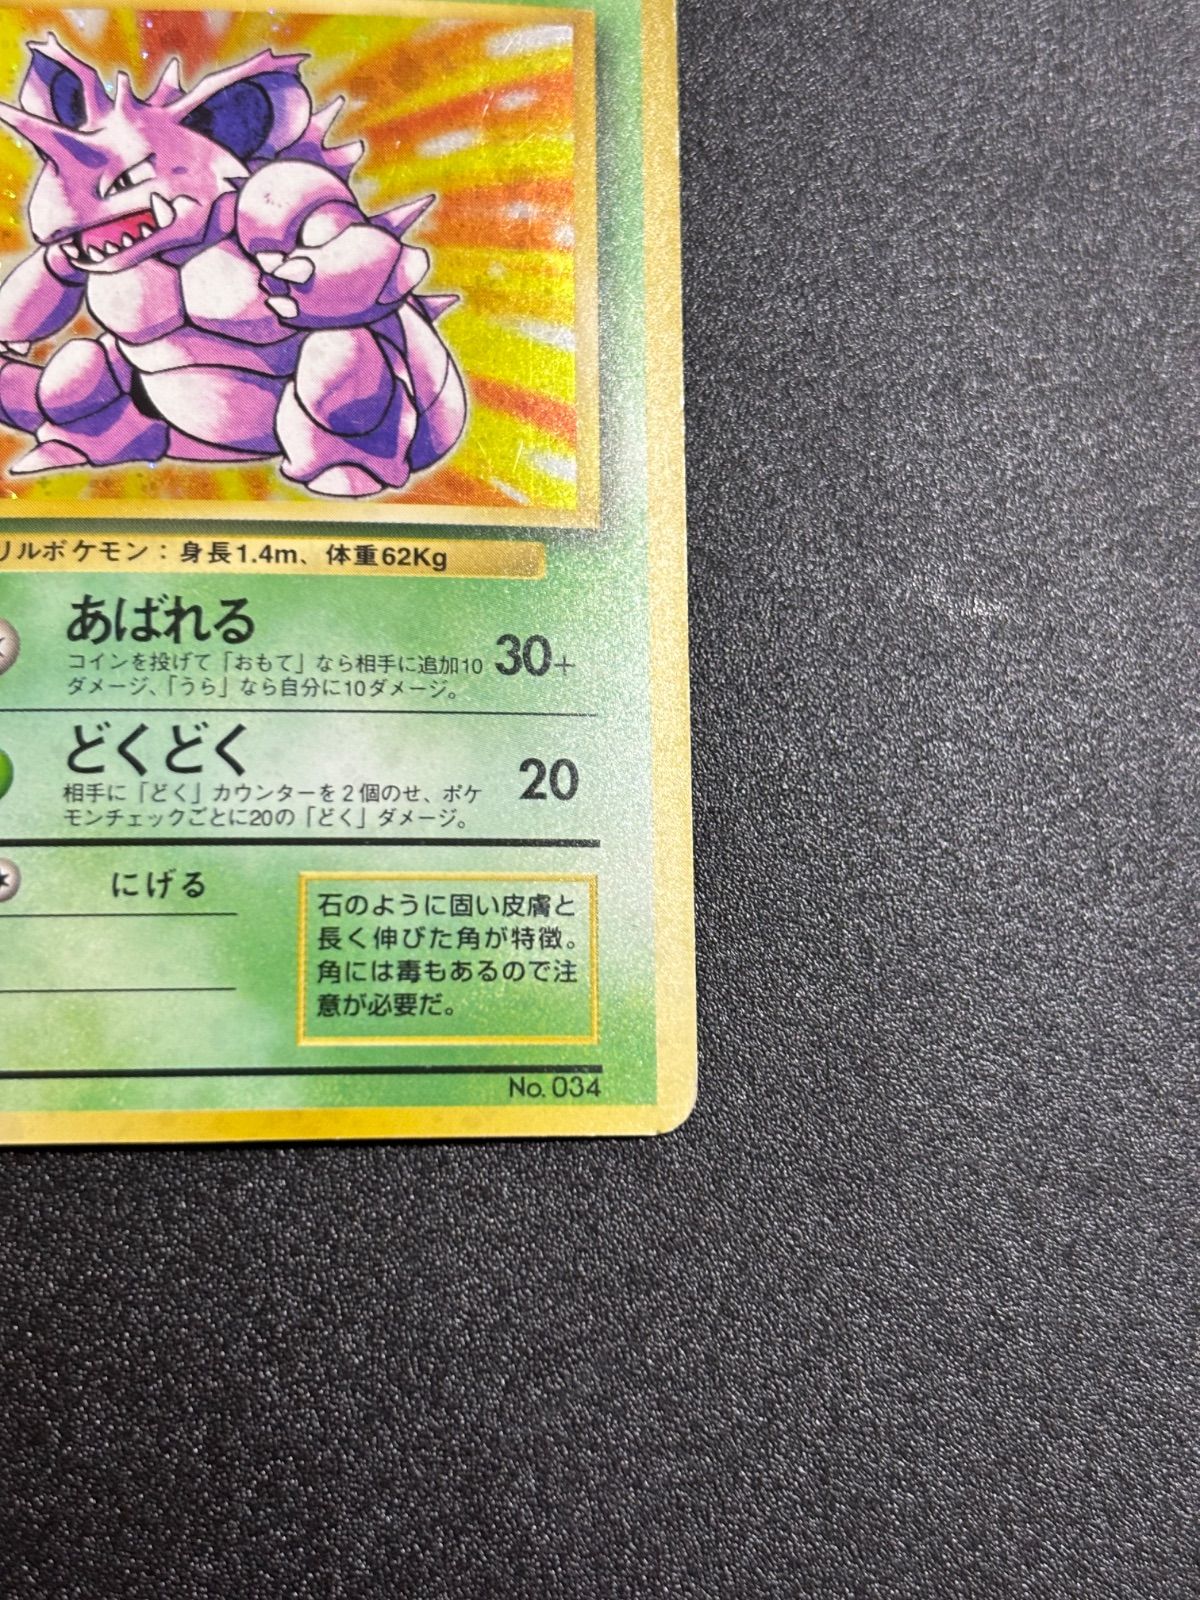 リルポケモン：身長1.4m、体重62Kg
あばれる
コインを投げて「おもて」なら相手に追加10
ダメージ、「うら」なら自分に10ダメージ。
30+
どくどく
相手に「どく」カウンターを２個のせ、ポケ
モンチェックごとに20の「どく」ダメージ。
20
にげる
石のように固い皮膚と
長く伸びた角が特徴。
角には毒もあるので注
意が必要だ。
No. 034